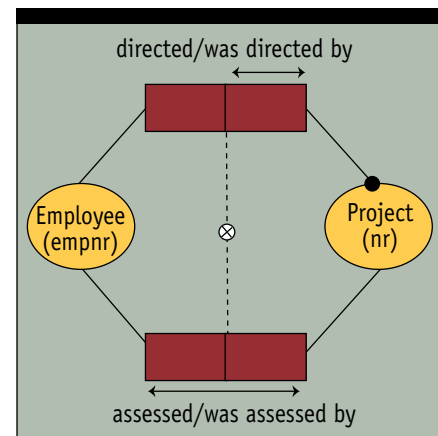 directed/was directed by
Employee
(empnr)
Project
(nr)
assessed/was assessed by